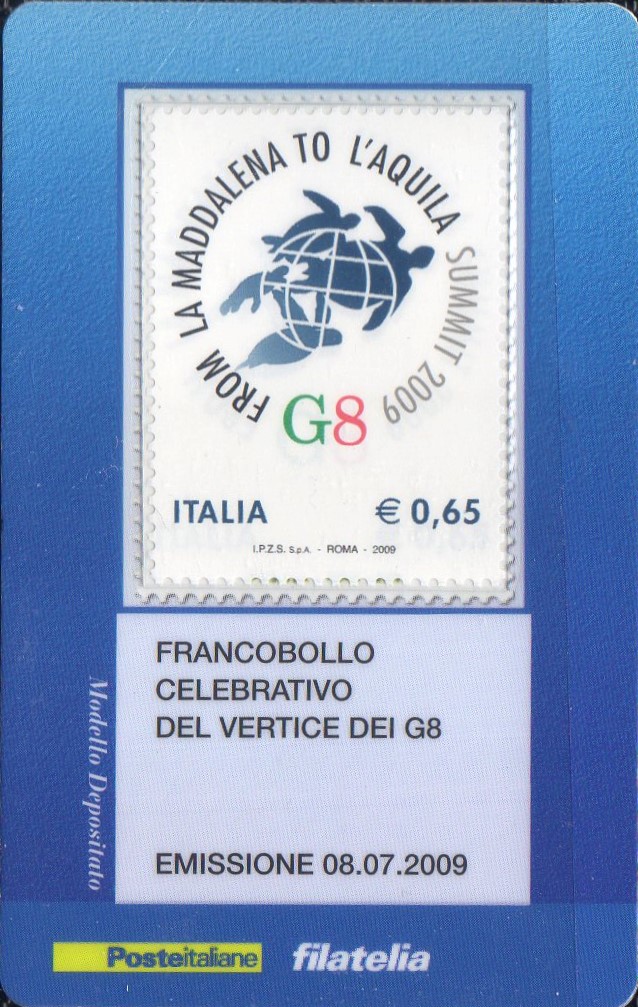 FROM LA MADDALENA TO L'AQUILA SUMMIT 2009
G8
ITALIA € 0,65
I.P.Z.S. S.p.A. - ROMA - 2009
FRANCOBOLLO
CELEBRATIVO
DEL VERTICE DEI G8
EMISSIONE 08.07.2009
Modello Depositato
Posteitaliane filatelia